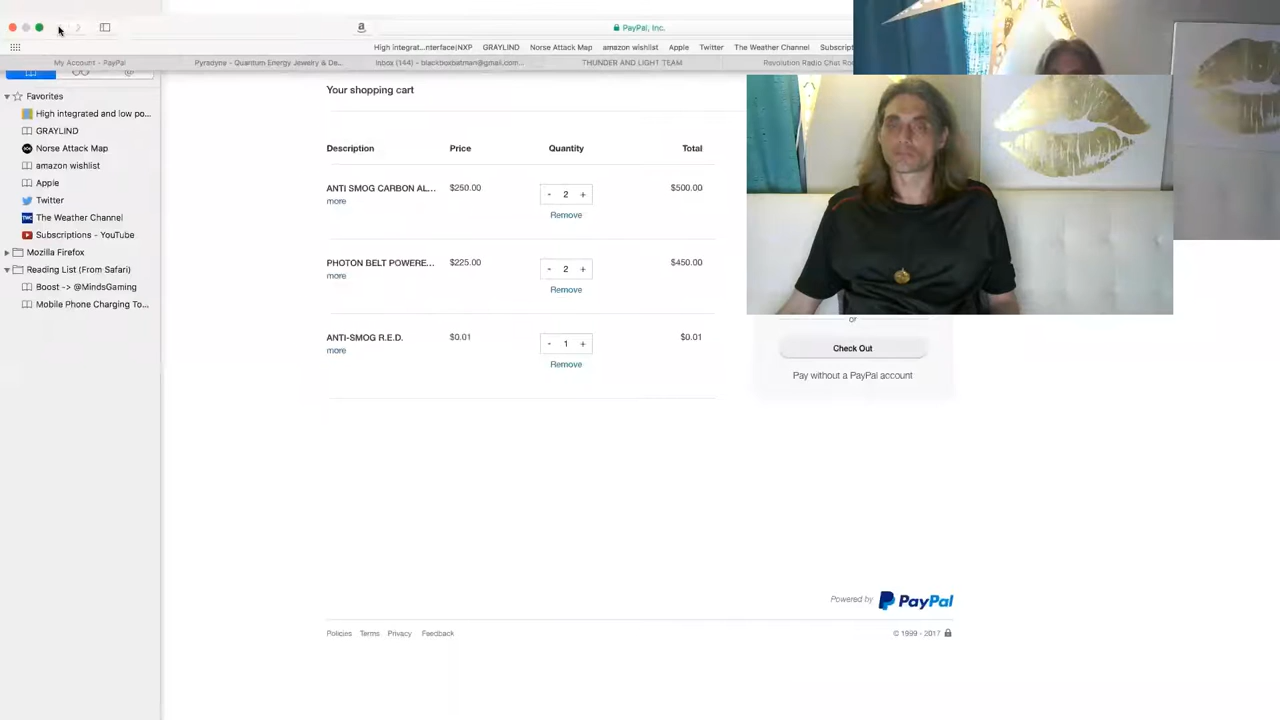 PayPal, Inc.
High integrat...nterface|NXP GRAYLIND Norse Attack Map amazon wishlist Apple Twitter The Weather Channel Subscript
My Account - PayPal Pyradyne - Quantum Energy Jewelry & De... Inbox (144) - blackboxbatman@gmail.com... THUNDER AND LIGHT TEAM Revolution Radio Chat Roo
Favorites
High integrated and low po...
GRAYLIND
Norse Attack Map
amazon wishlist
Apple
Twitter
The Weather Channel
Subscriptions - YouTube
Mozilla Firefox
Reading List (From Safari)
Boost -> @MindsGaming
Mobile Phone Charging To...
Your shopping cart
Description Price Quantity Total
ANTI SMOG CARBON AL... $250.00 - 2 + $500.00
more
Remove
PHOTON BELT POWERE... $225.00 - 2 + $450.00
more
Remove
ANTI-SMOG R.E.D. $0.01 - 1 + $0.01
more
Remove
or
Check Out
Pay without a PayPal account
Powered by PayPal
Policies Terms Privacy Feedback © 1999 - 2017